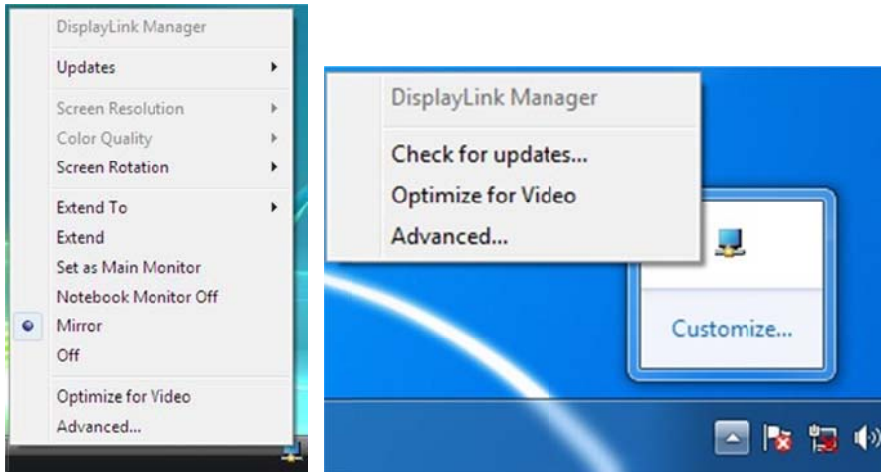 DisplayLink Manager
Updates
Screen Resolution
Color Quality
Screen Rotation
Extend To
Extend
Set as Main Monitor
Notebook Monitor Off
Mirror
Off
Optimize for Video
Advanced...
DisplayLink Manager
Check for updates...
Optimize for Video
Advanced...
Customize...